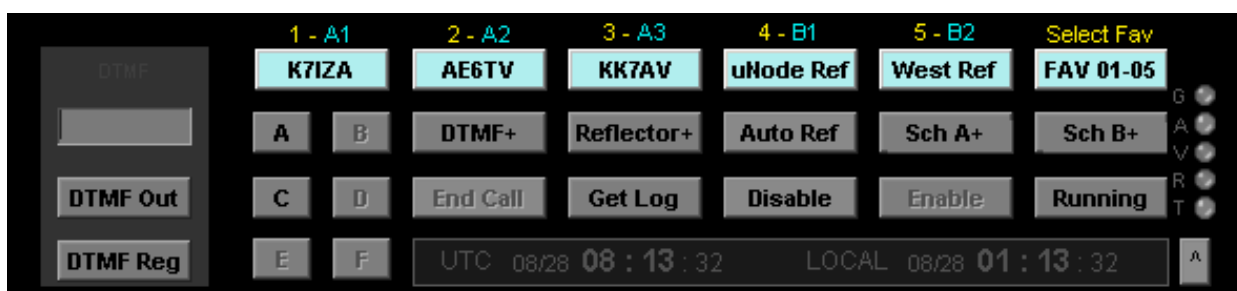 1 - A1 2 - A2 3 - A3 4 - B1 5 - B2 Select Fav
DTMF K7IZA AE6TV KK7AV uNode Ref West Ref FAV 01-05
G
A B DTMF+ Reflector+ Auto Ref Sch A+ Sch B+ A
V
DTMF Out C D End Call Get Log Disable Enable Running R
T
DTMF Reg E F UTC 08/28 08 : 13 : 32 LOCAL 08/28 01 : 13 : 32 ^